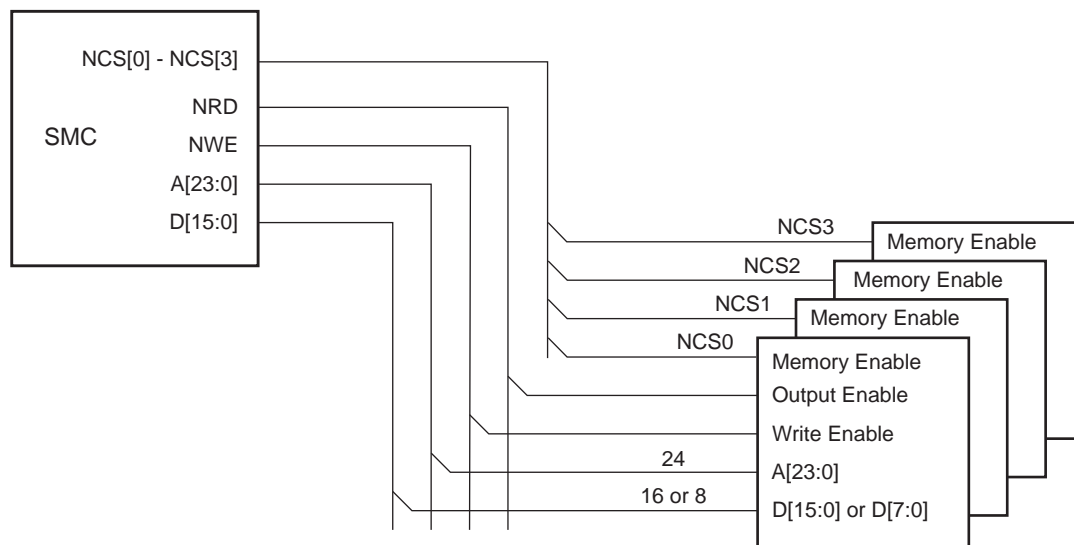 NCS[0] - NCS[3]
NRD
SMC
NWE
A[23:0]
D[15:0]
NCS3
Memory Enable
NCS2
Memory Enable
NCS1
Memory Enable
NCS0
Memory Enable
Output Enable
Write Enable
24
A[23:0]
16 or 8
D[15:0] or D[7:0]